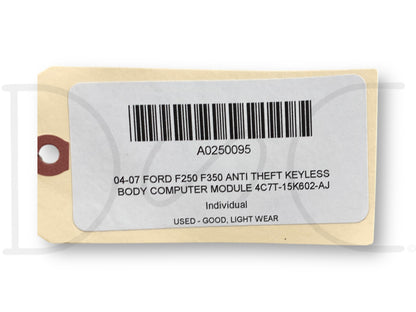 A0250095
04-07 FORD F250 F350 ANTI THEFT KEYLESS
BODY COMPUTER MODULE 4C7T-15K602-AJ
Individual
USED - GOOD, LIGHT WEAR